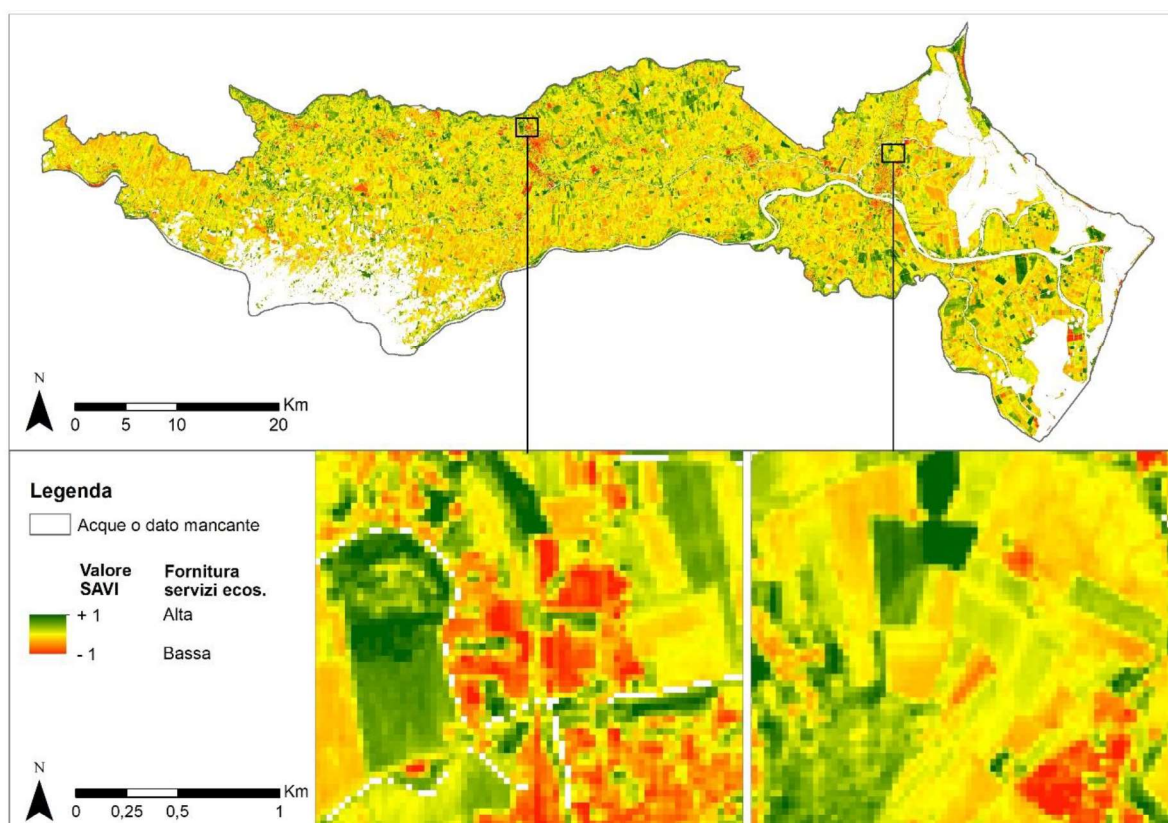 N
Km
0 5 10 20
Legenda
Acque o dato mancante
Valore SAVI
Fornitura servizi ecos.
+ 1 Alta
- 1 Bassa
N
Km
0 0,25 0,5 1